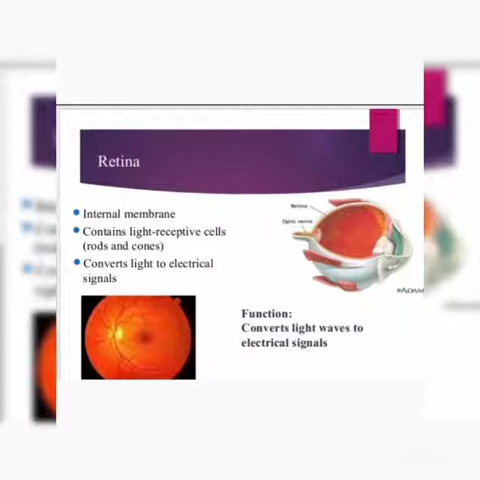 Retina
Internal membrane
Contains light-receptive cells
(rods and cones)
Converts light to electrical
signals
Retina
Optic nerve
ADAM
Function:
Converts light waves to
electrical signals